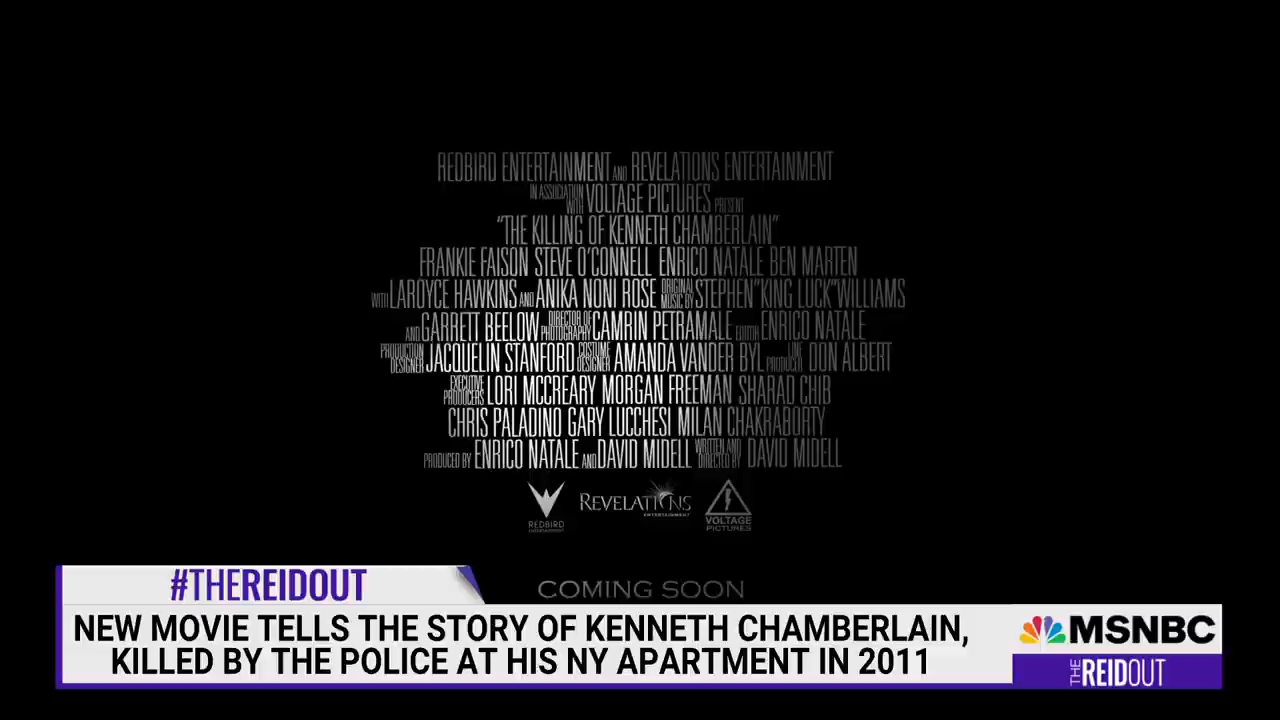 REDBIRD ENTERTAINMENT AND REVELATIONS ENTERTAINMENT
IN ASSOCIATION WITH VOLTAGE PICTURES PRESENT
"THE KILLING OF KENNETH CHAMBERLAIN"
FRANKIE FAISON STEVE O'CONNELL ENRICO NATALE BEN MARTEN
WITH LAROYCE HAWKINS AND ANIKA NONI ROSE ORIGINAL MUSIC BY STEPHEN "KING LUCK" WILLIAMS
AND GARRETT BEELOW DIRECTOR OF PHOTOGRAPHY CAMRIN PETRAMALE EDITOR ENRICO NATALE
PRODUCTION DESIGNER JACQUELIN STANFORD COSTUME DESIGNER AMANDA VANDER BYL LINE PRODUCER DON ALBERT
EXECUTIVE PRODUCERS LORI MCCREARY MORGAN FREEMAN SHARAD CHIB
CHRIS PALADINO GARY LUCCHESI MILAN CHAKRABORTY
PRODUCED BY ENRICO NATALE AND DAVID MIDELL WRITTEN AND DIRECTED BY DAVID MIDELL
REDBIRD ENTERTAINMENT
REVELATIONS ENTERTAINMENT
VOLTAGE PICTURES
COMING SOON
#THEREIDOUT
NEW MOVIE TELLS THE STORY OF KENNETH CHAMBERLAIN,
KILLED BY THE POLICE AT HIS NY APARTMENT IN 2011
MSNBC
THE REIDOUT